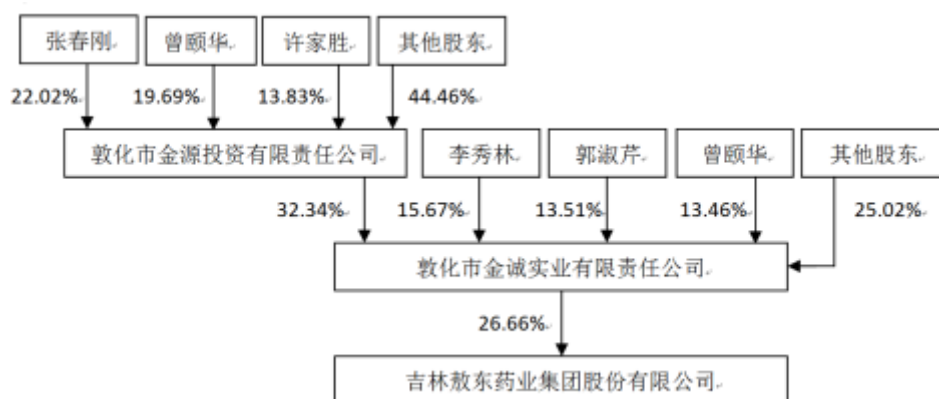 张春刚
曾颐华
许家胜
其他股东
22.02%
19.69%
13.83%
44.46%
敦化市金源投资有限责任公司
李秀林
郭淑芹
曾颐华
其他股东
32.34%
15.67%
13.51%
13.46%
25.02%
敦化市金诚实业有限责任公司
26.66%
吉林敖东药业集团股份有限公司